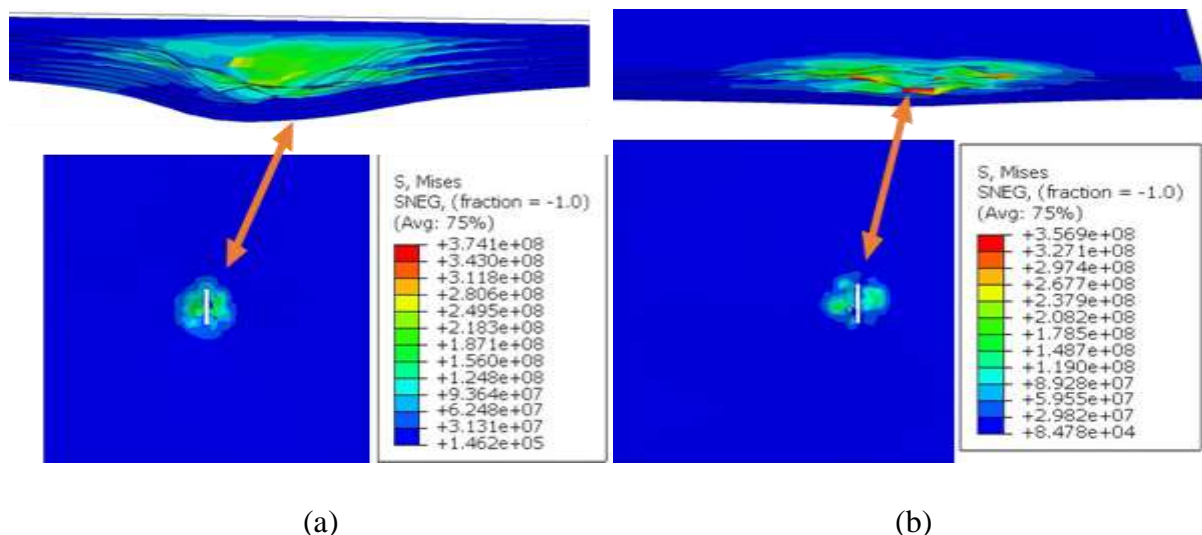 S, Mises
SNEG, (fraction = -1.0)
(Avg: 75%)
+3.741e+08
+3.430e+08
+3.118e+08
+2.806e+08
+2.495e+08
+2.183e+08
+1.871e+08
+1.560e+08
+1.248e+08
+9.364e+07
+6.248e+07
+3.131e+07
+1.462e+05
S, Mises
SNEG, (fraction = -1.0)
(Avg: 75%)
+3.569e+08
+3.271e+08
+2.974e+08
+2.677e+08
+2.379e+08
+2.082e+08
+1.785e+08
+1.487e+08
+1.190e+08
+8.928e+07
+5.955e+07
+2.982e+07
+8.478e+04
(a)
(b)